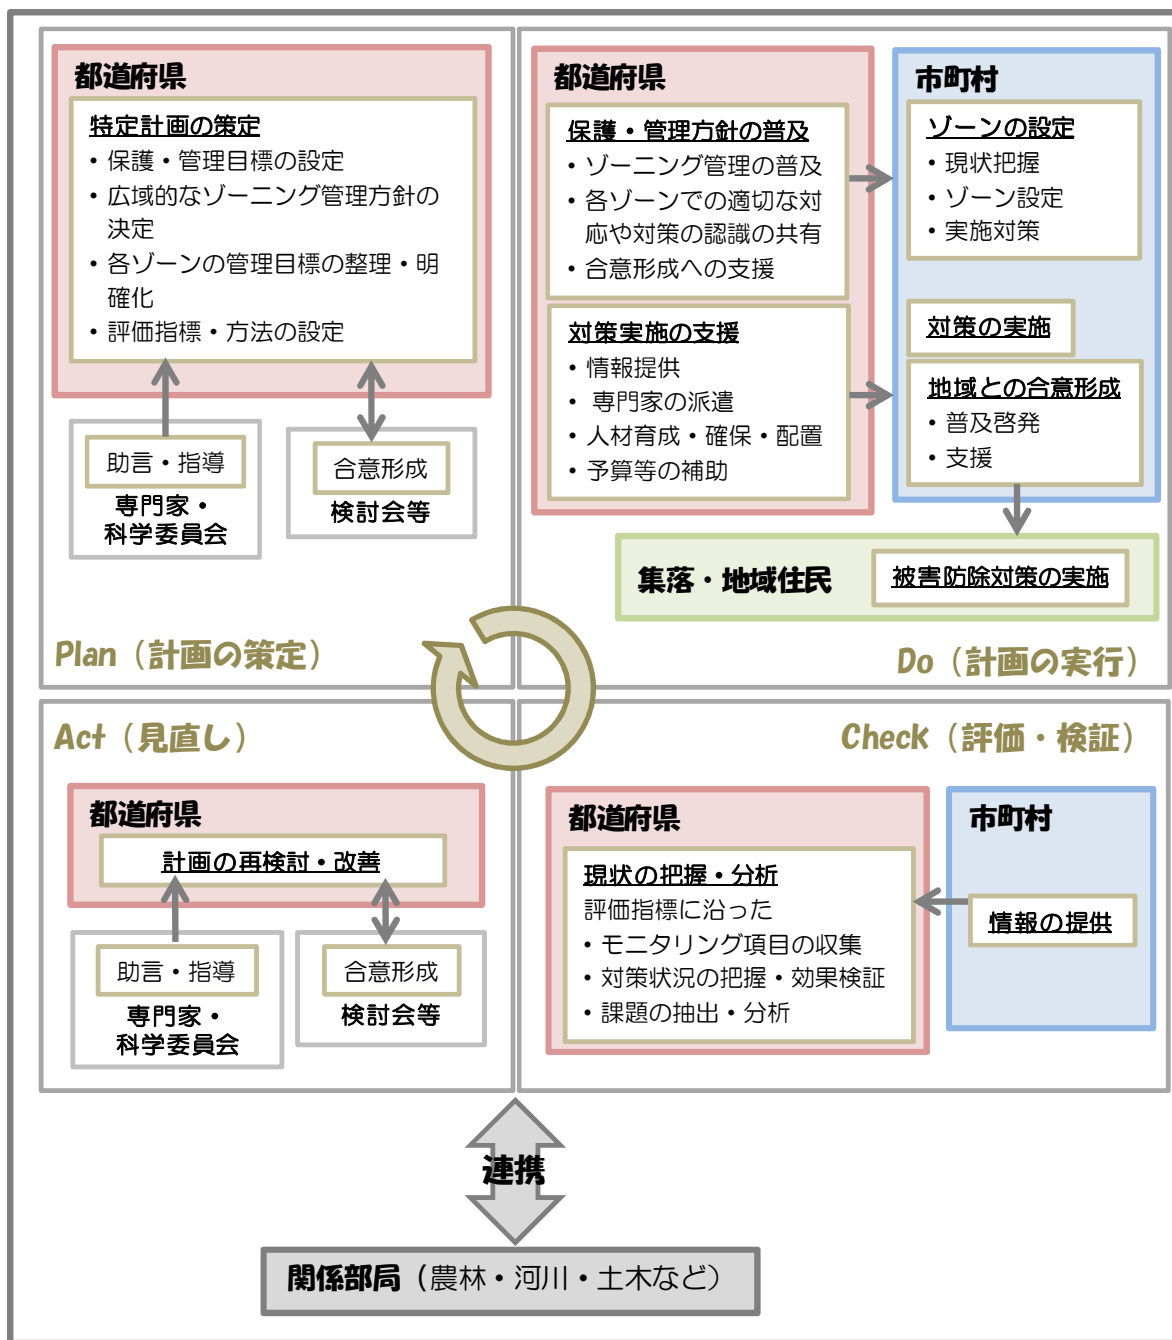 都道府県
特定計画の策定
• 保護・管理目標の設定
• 広域的なゾーニング管理方針の
決定
• 各ゾーンの管理目標の整理・明
確化
• 評価指標・方法の設定
助言・指導
専門家・
科学委員会
合意形成
検討会等
Plan（計画の策定）
都道府県
保護・管理方針の普及
• ゾーニング管理の普及
• 各ゾーンでの適切な対
応や対策の認識の共有
• 合意形成への支援
対策実施の支援
• 情報提供
• 専門家の派遣
• 人材育成・確保・配置
• 予算等の補助
市町村
ゾーンの設定
• 現状把握
• ゾーン設定
• 実施対策
対策の実施
地域との合意形成
• 普及啓発
• 支援
集落・地域住民
被害防除対策の実施
Do（計画の実行）
Act（見直し）
都道府県
計画の再検討・改善
助言・指導
専門家・
科学委員会
合意形成
検討会等
Check（評価・検証）
都道府県
現状の把握・分析
評価指標に沿った
• モニタリング項目の収集
• 対策状況の把握・効果検証
• 課題の抽出・分析
市町村
情報の提供
連携
関係部局（農林・河川・土木など）